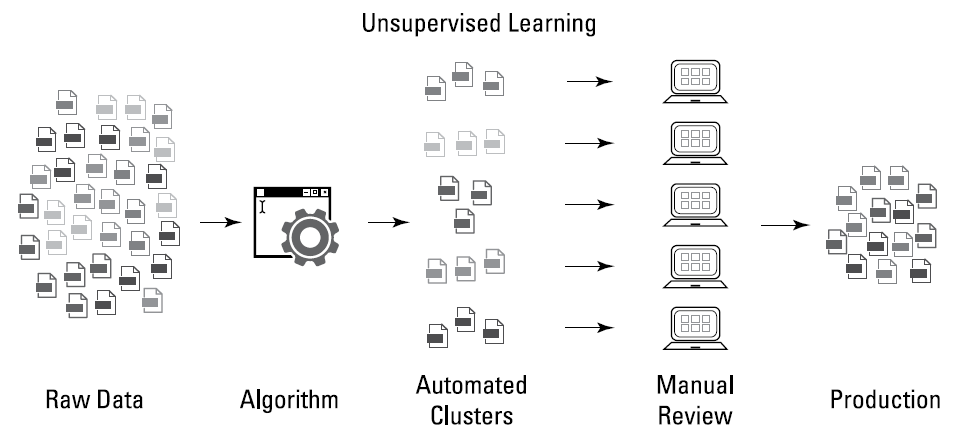 Unsupervised Learning
Raw Data
Algorithm
Automated
Clusters
Manual
Review
Production